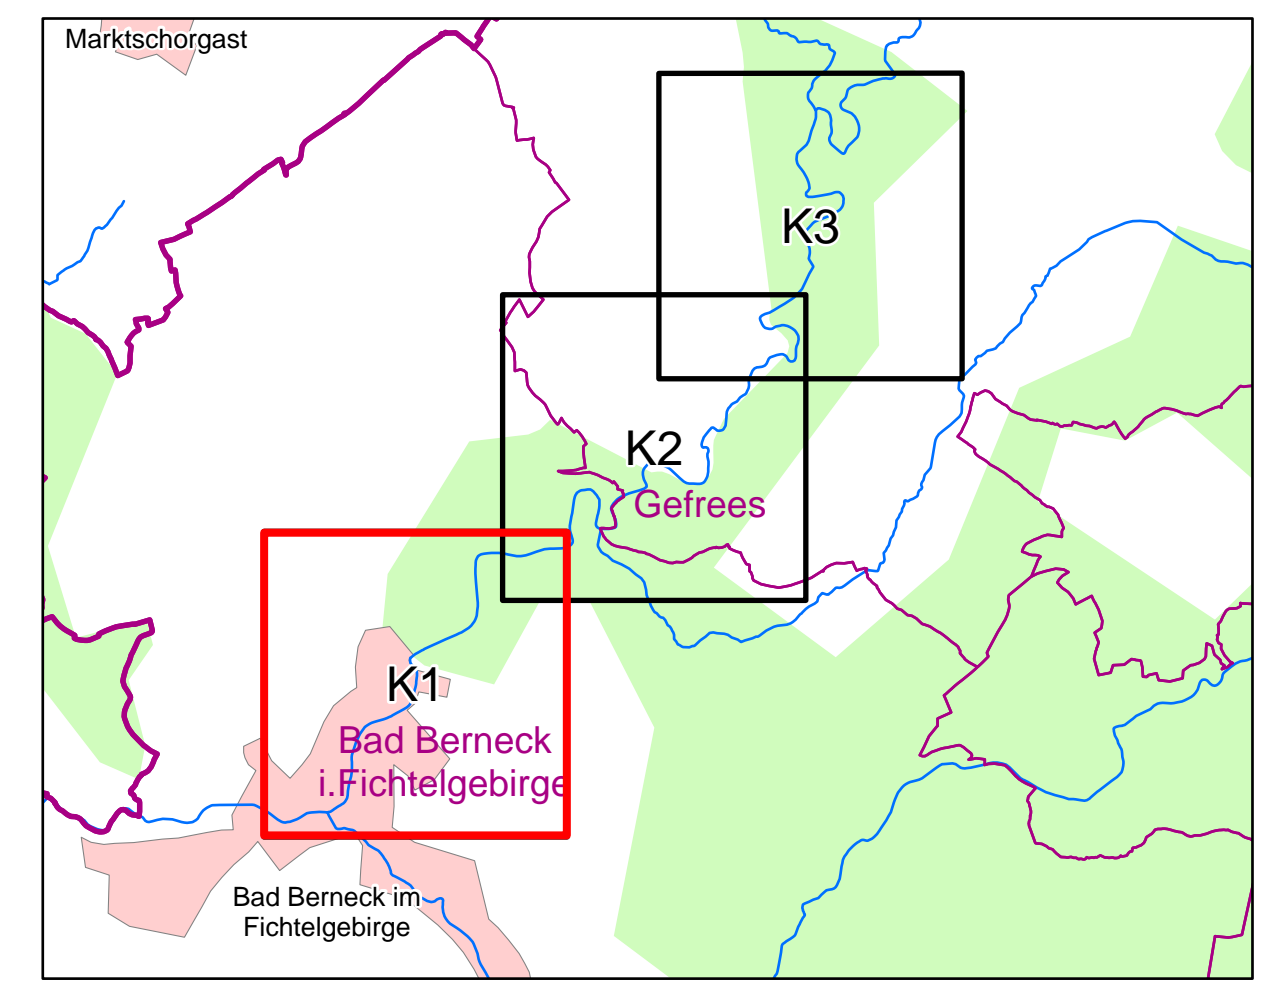 Marktschorgast
K3
K2
Gefrees
K1
Bad Berneck
i.Fichtelgebirge
Bad Berneck im
Fichtelgebirge